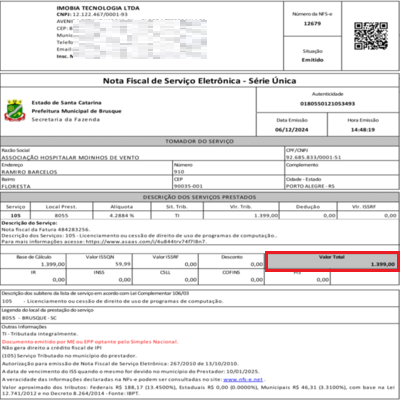 IMOBIA TECNOLOGIA LTDA
CNPJ: 12.122.467/0001-93
CEP: 8
Telefo
Insc. M
Número da NFS-e
12679
Situação
Emitido
Nota Fiscal de Serviço Eletrônica - Série Única
Estado de Santa Catarina
Prefeitura Municipal de Brusque
Secretaria da Fazenda
Autenticidade
0180550121053493
Data Emissão Hora Emissão
06/12/2024 14:48:19
TOMADOR DO SERVIÇO
Razão Social CPF/CNPJ
ASSOCIAÇÃO HOSPITALAR MOINHOS DE VENTO 92.685.833/0001-51
Endereço Número Complemento
RAMIRO BARCELOS 910
Bairro CEP Cidade - Estado
FLORESTA 90035-001 PORTO ALEGRE - RS
DESCRIÇÃO DOS SERVIÇOS PRESTADOS
Serviço Local Prest. Alíquota Sit. Trib. Vlr. Trib. Dedução Vlr. ISSRF
105 8055 4.2884 % TI 1.399,00 0,00 0,00
Descrição do Serviço:
Nota fiscal da Fatura 484283256.
Descrição dos Serviços: 105 - Licenciamento ou cessão de direito de uso de programas de computação..
Para mais informações acesse:
Base de Cálculo Valor ISSQN Valor ISSRF Desconto Valor Total
1.399,00 59,99 0,00 0,00 1.399,00
IR INSS CSLL COFINS PIS
0,00 0,00 0,00 0,00 0,00
Descrição dos subitens da lista de serviço em acordo com Lei Complementar 106/03
105 - Licenciamento ou cessão de direito de uso de programas de computação.
Legenda do local da prestação do serviço
8055 - BRUSQUE - SC
Outras Informações
TI - Tributada integralmente.
Documento emitido por ME ou EPP optante pelo Simples Nacional.
Não gera direito a crédito fiscal de IPI
(105) Serviço Tributado no município do prestador.
Autorização para emissão de Nota Fiscal de Serviço Eletrônica: 267/2010 de 13/10/2010.
A data de vencimento do ISS quando o mesmo for devido no município do Prestador: 10/01/2025.
A veracidade das informações declaradas na NFS-e podem ser consultadas no site: www.nfs-e.net .
Valor aproximado dos tributos: Federais R$ 188,17 (13.4500%), Estaduais R$ 0,00 (0.0000%), Municipais R$ 46,31 (3.3100%), com base na Lei
12.741/2012 e no Decreto 8.264/2014 - Fonte: IBPT.